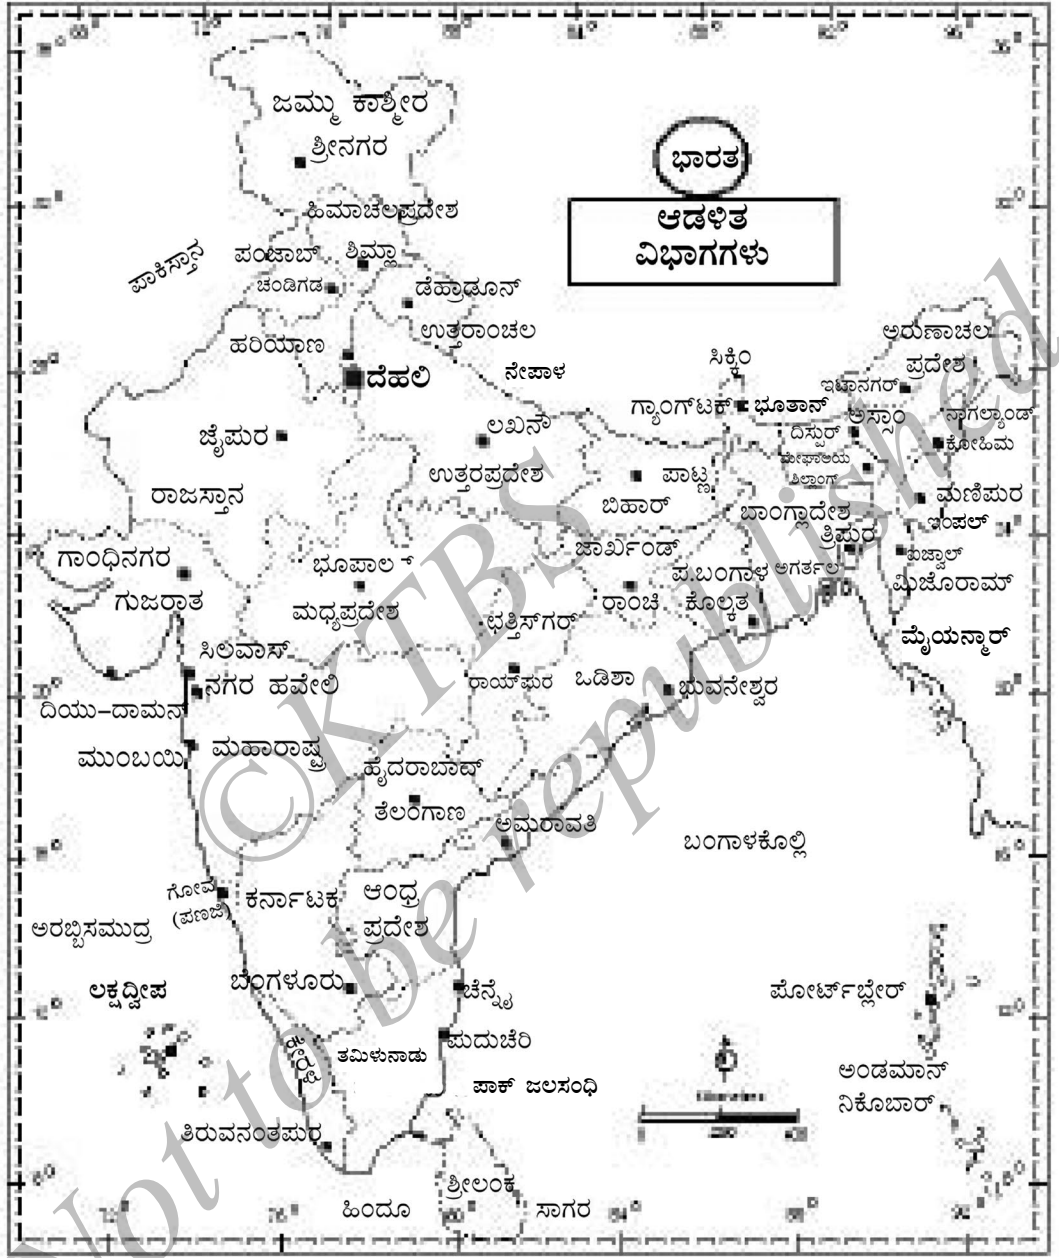 ಭಾರತ
ಆಡಳಿತ
ವಿಭಾಗಗಳು
ಜಮ್ಮು ಕಾಶ್ಮೀರ
ಶ್ರೀನಗರ
ಹಿಮಾಚಲಪ್ರದೇಶ
ಪಾಕಿಸ್ತಾನ
ಪಂಜಾಬ್
ಶಿಮ್ಲಾ
ಚಂಡಿಗಡ
ಡೆಹ್ರಾಡೂನ್
ಉತ್ತರಾಂಚಲ
ಹರಿಯಾಣ
ದೆಹಲಿ
ನೇಪಾಳ
ಸಿಕ್ಕಿಂ
ಅರುಣಾಚಲ
ಪ್ರದೇಶ
ಇಟಾನಗರ್
ಗ್ಯಾಂಗ್‌ಟಕ್
ಭೂತಾನ್
ಅಸ್ಸಾಂ
ನಾಗಲ್ಯಾಂಡ್
ದಿಸ್ಪುರ್
ಕೋಹಿಮ
ಜೈಪುರ
ಲಖನೌ
ಉತ್ತರಪ್ರದೇಶ
ಪಾಟ್ಣ
ಬಿಹಾರ್
ಶಿಲ್ಲಾಂಗ್
ಮಣಿಪುರ
ರಾಜಸ್ತಾನ
ಬಾಂಗ್ಲಾದೇಶ
ಇಂಪಲ್
ತ್ರಿಪುರ
ಜಾರ್ಖಂಡ್
ಐಜ್ವಾಲ್
ಗಾಂಧಿನಗರ
ಭೂಪಾಲ್
ಪ.ಬಂಗಾಳ
ಅಗರ್ತಲ
ಮಿಜೋರಾಮ್
ಗುಜರಾತ
ಮಧ್ಯಪ್ರದೇಶ
ರಾಂಚಿ
ಕೊಲ್ಕತ
ಛತ್ತಿಸ್‌ಗರ್
ಮೈಯನ್ಮಾರ್
ಸಿಲವಾಸ್
ನಗರ ಹವೇಲಿ
ರಾಯ್‌ಪುರ
ಒಡಿಶಾ
ಭುವನೇಶ್ವರ
ದಿಯು-ದಾಮನ್
ಮುಂಬಯಿ
ಮಹಾರಾಷ್ಟ್ರ
ಹೈದರಾಬಾದ್
ತೆಲಂಗಾಣ
ಅಮರಾವತಿ
ಬಂಗಾಳಕೊಲ್ಲಿ
ಗೋವ
(ಪಣಜಿ)
ಕರ್ನಾಟಕ
ಆಂಧ್ರ
ಪ್ರದೇಶ
ಅರಬ್ಬಿಸಮುದ್ರ
ಲಕ್ಷದ್ವೀಪ
ಬೆಂಗಳೂರು
ಚೆನ್ನೈ
ಪೋರ್ಟ್‌ಬ್ಲೇರ್
ಪುದುಚೆರಿ
ಕೇರಳ
ತಮಿಳುನಾಡು
ಪಾಕ್ ಜಲಸಂಧಿ
ಅಂಡಮಾನ್
ನಿಕೊಬಾರ್
ತಿರುವನಂತಪುರ
ಶ್ರೀಲಂಕ
ಹಿಂದೂ ಸಾಗರ
©KTBS
Not to be republished